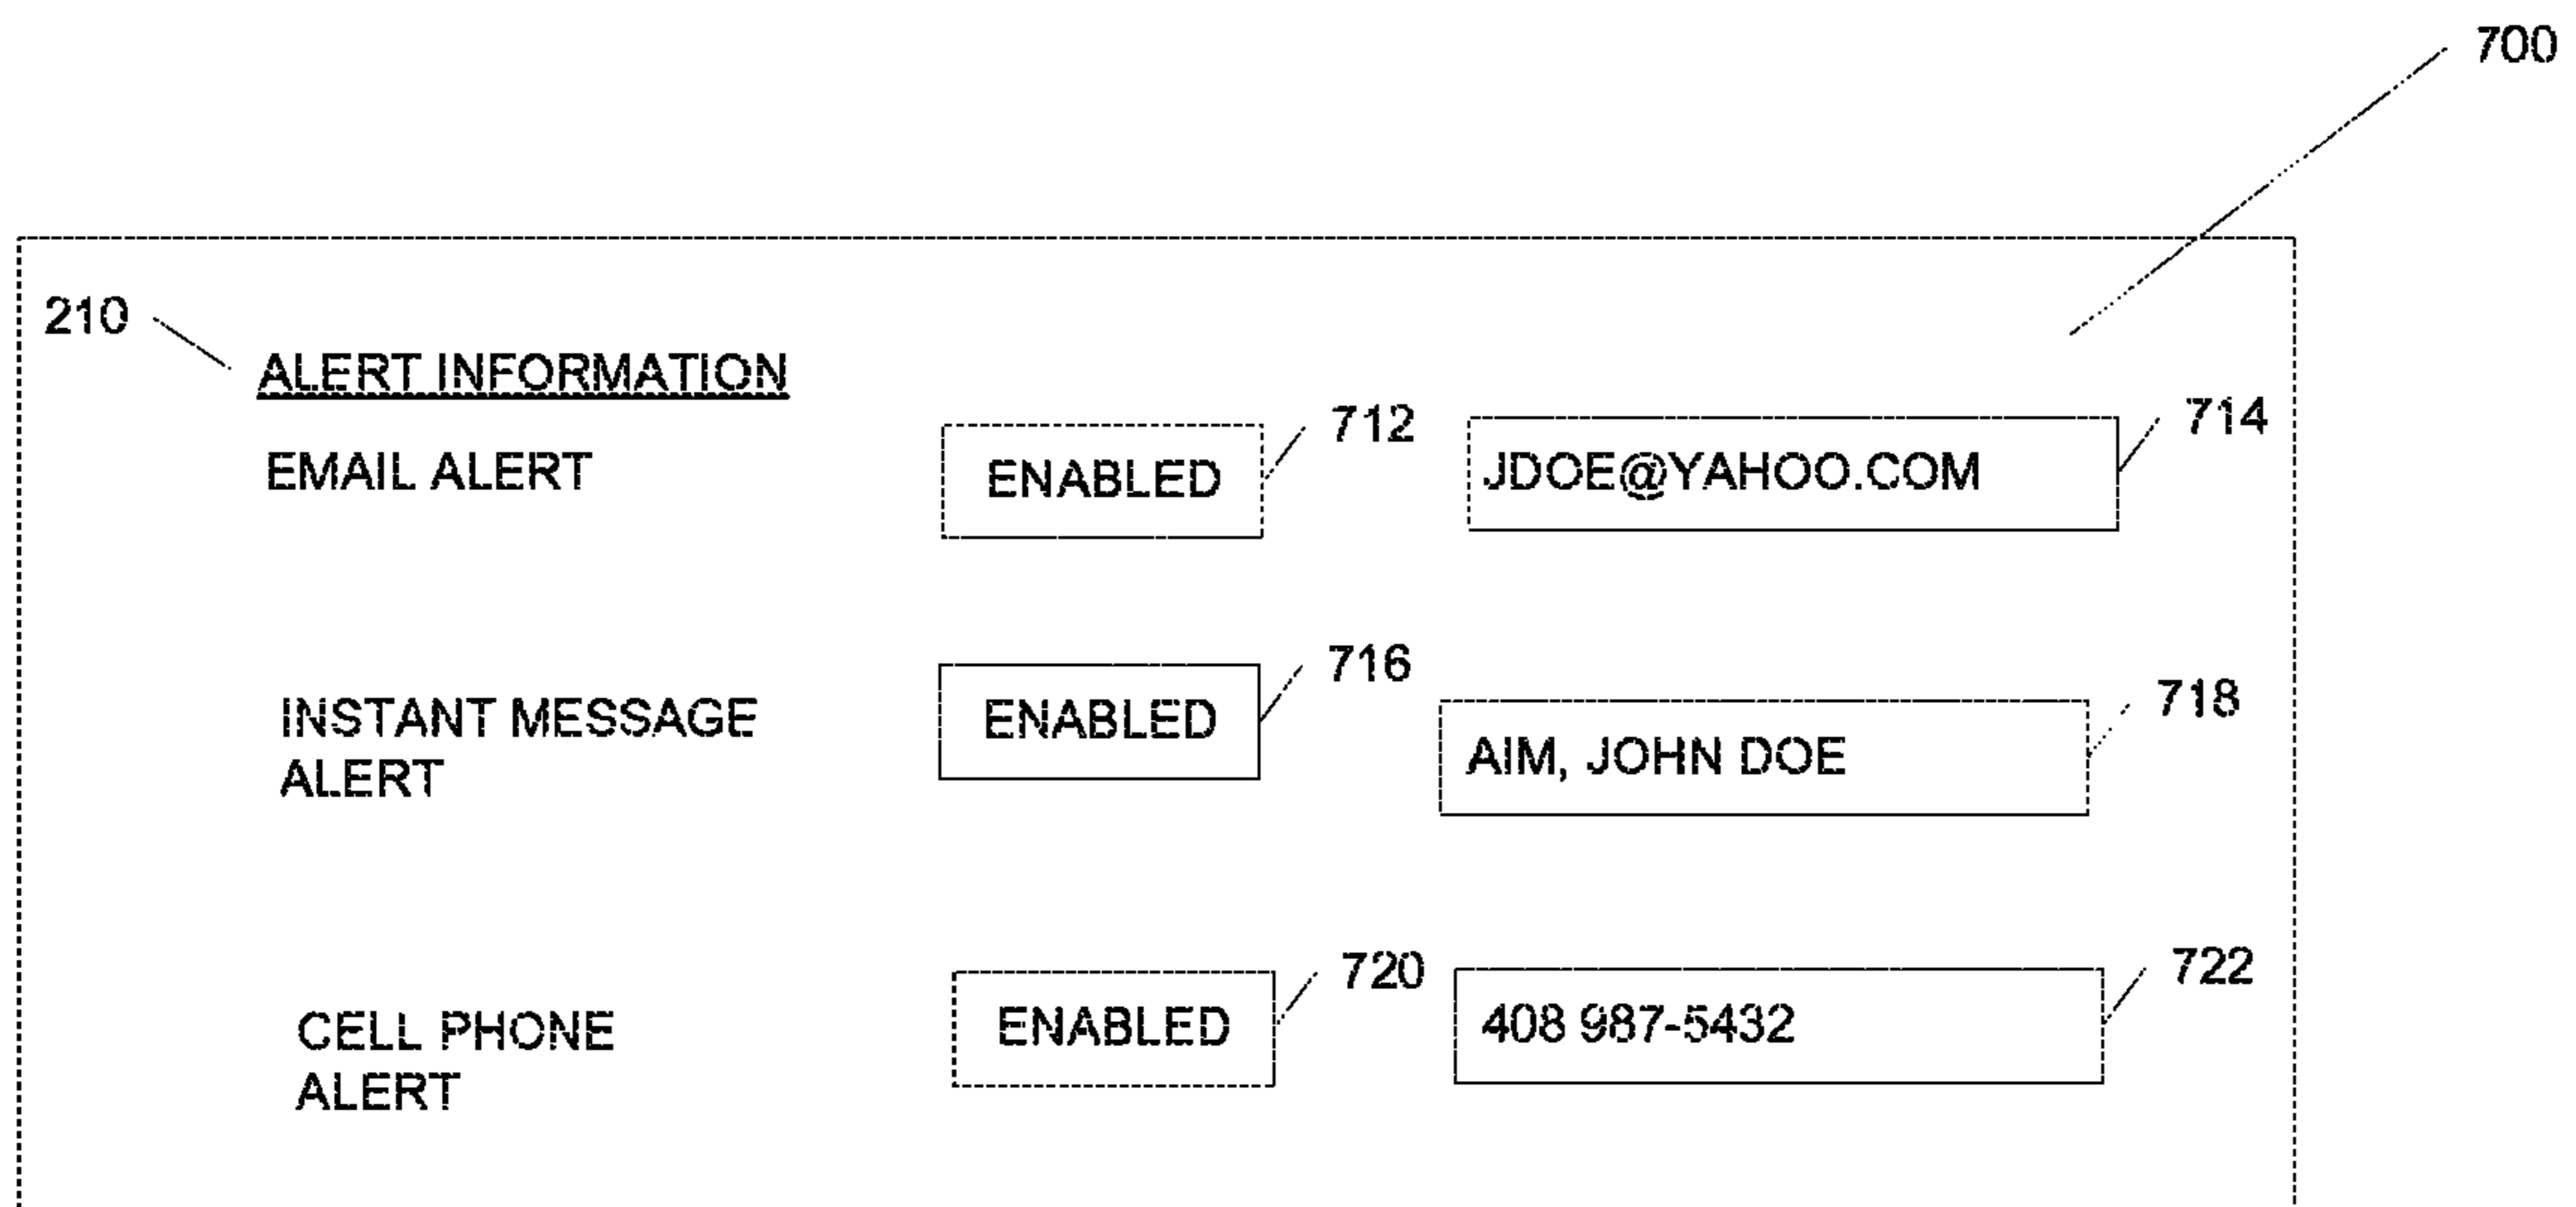 700
210
ALERT INFORMATION
EMAIL ALERT
ENABLED
712
JDOE@YAHOO.COM
714
INSTANT MESSAGE
ALERT
ENABLED
716
AIM, JOHN DOE
718
CELL PHONE
ALERT
ENABLED
720
408 987-5432
722